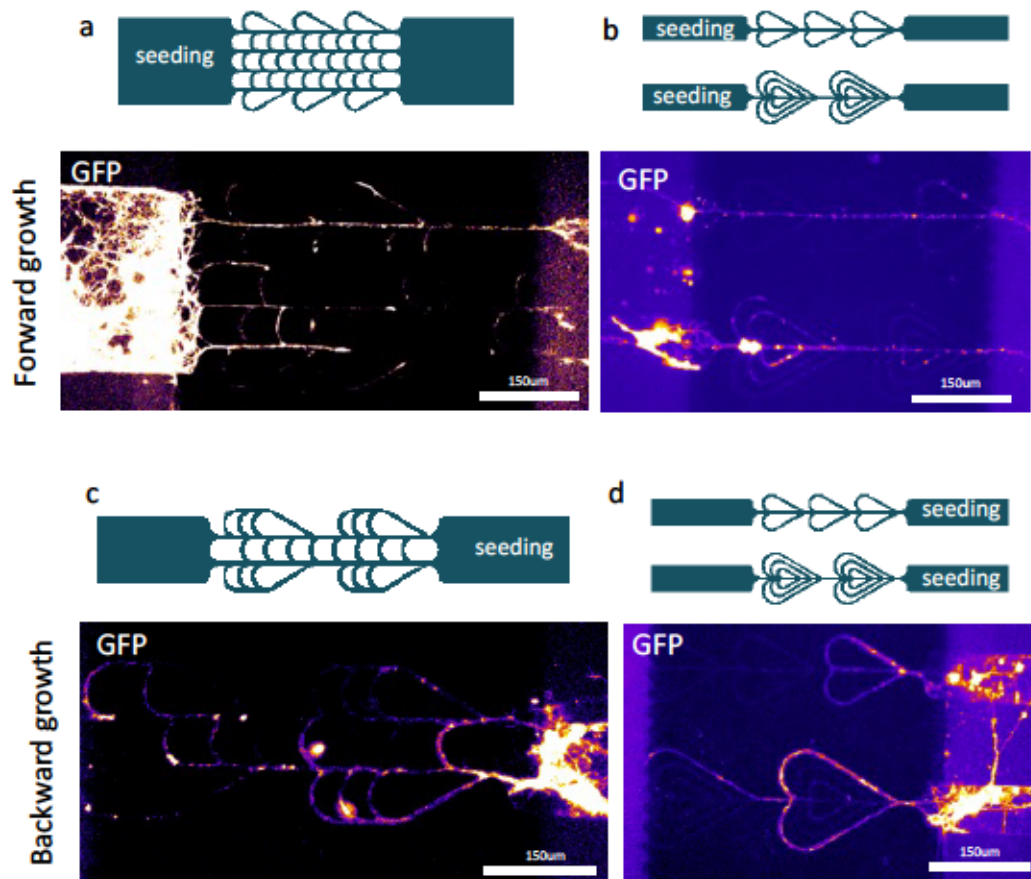 a
seeding
b
seeding
seeding
Forward growth
GFP
150um
GFP
150um
c
seeding
d
seeding
seeding
Backward growth
GFP
150um
GFP
150um